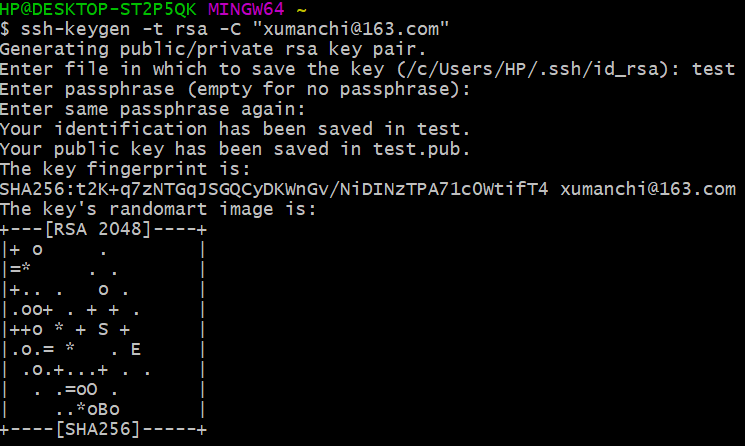 HP@DESKTOP-ST2P5QK MINGW64 ~
$ ssh-keygen -t rsa -C "xumanchi@163.com"
Generating public/private rsa key pair.
Enter file in which to save the key (/c/Users/HP/.ssh/id_rsa): test
Enter passphrase (empty for no passphrase):
Enter same passphrase again:
Your identification has been saved in test.
Your public key has been saved in test.pub.
The key fingerprint is:
SHA256:t2K+q7zNTGqJSGQCyDKWnGv/NiDINzTPA71cOWtifT4 xumanchi@163.com
The key's randomart image is:
+---[RSA 2048]----+
|+ o     .        |
|=*     . .       |
|+.. .   o .      |
|.oo+ . + + .     |
|++o * + S +      |
|.o.= *   . E     |
| .o.+...+ . .    |
|  . .=oO .       |
|    ..*oBo       |
+----[SHA256]-----+